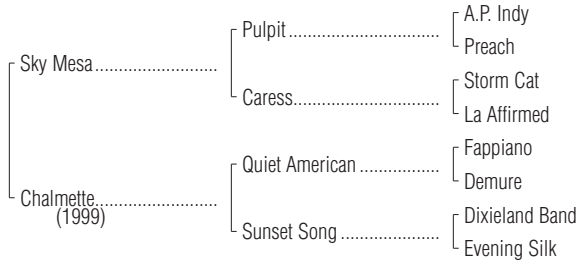 A.P. Indy
Pulpit
Preach
Sky Mesa
Storm Cat
Caress
La Affirmed
Fappiano
Quiet American
Demure
Chalmette
(1999)
Dixieland Band
Sunset Song
Evening Silk